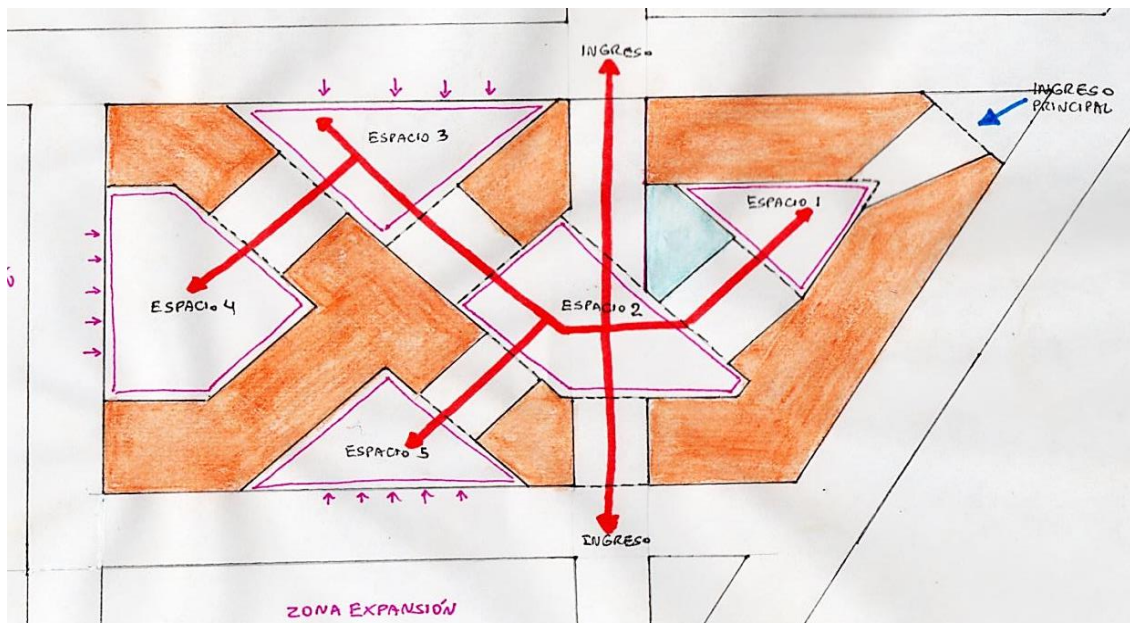 INGRESO
INGRESO
PRINCIPAL
ESPACIO 3
ESPACIO 1
ESPACIO 4
ESPACIO 2
ESPACIO 5
INGRESO
ZONA EXPANSIÓN